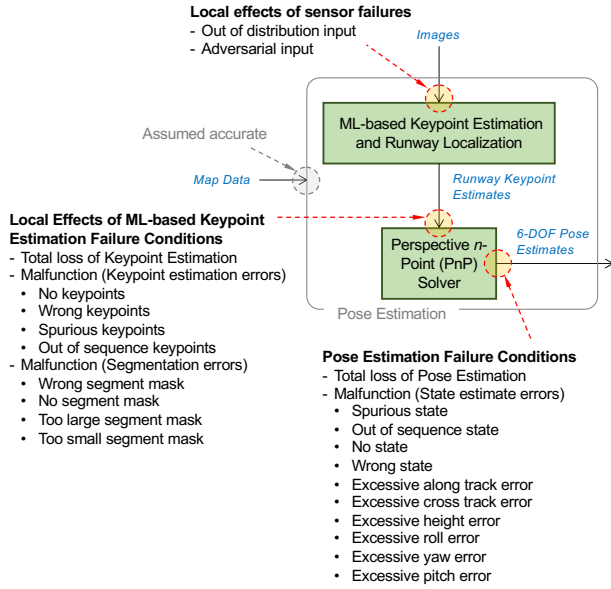 Local effects of sensor failures
- Out of distribution input
- Adversarial input
Images
ML-based Keypoint Estimation
and Runway Localization
Assumed accurate
Map Data
Runway Keypoint
Estimates
Local Effects of ML-based Keypoint
Estimation Failure Conditions
- Total loss of Keypoint Estimation
- Malfunction (Keypoint estimation errors)
• No keypoints
• Wrong keypoints
• Spurious keypoints
• Out of sequence keypoints
- Malfunction (Segmentation errors)
• Wrong segment mask
• No segment mask
• Too large segment mask
• Too small segment mask
Perspective n-
Point (PnP)
Solver
6-DOF Pose
Estimates
Pose Estimation
Pose Estimation Failure Conditions
- Total loss of Pose Estimation
- Malfunction (State estimate errors)
• Spurious state
• Out of sequence state
• No state
• Wrong state
• Excessive along track error
• Excessive cross track error
• Excessive height error
• Excessive roll error
• Excessive yaw error
• Excessive pitch error